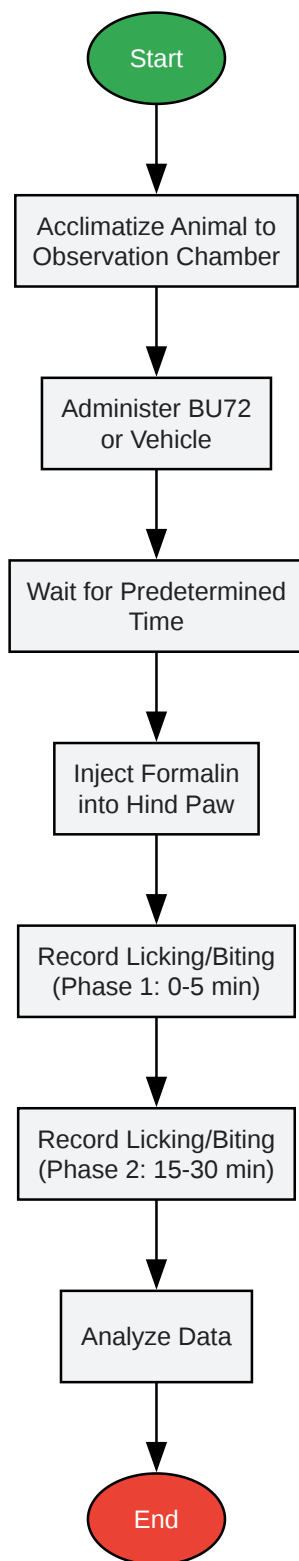 Start
Acclimatize Animal to
Observation Chamber
Administer BU72
or Vehicle
Wait for Predetermined
Time
Inject Formalin
into Hind Paw
Record Licking/Biting
(Phase 1: 0-5 min)
Record Licking/Biting
(Phase 2: 15-30 min)
Analyze Data
End